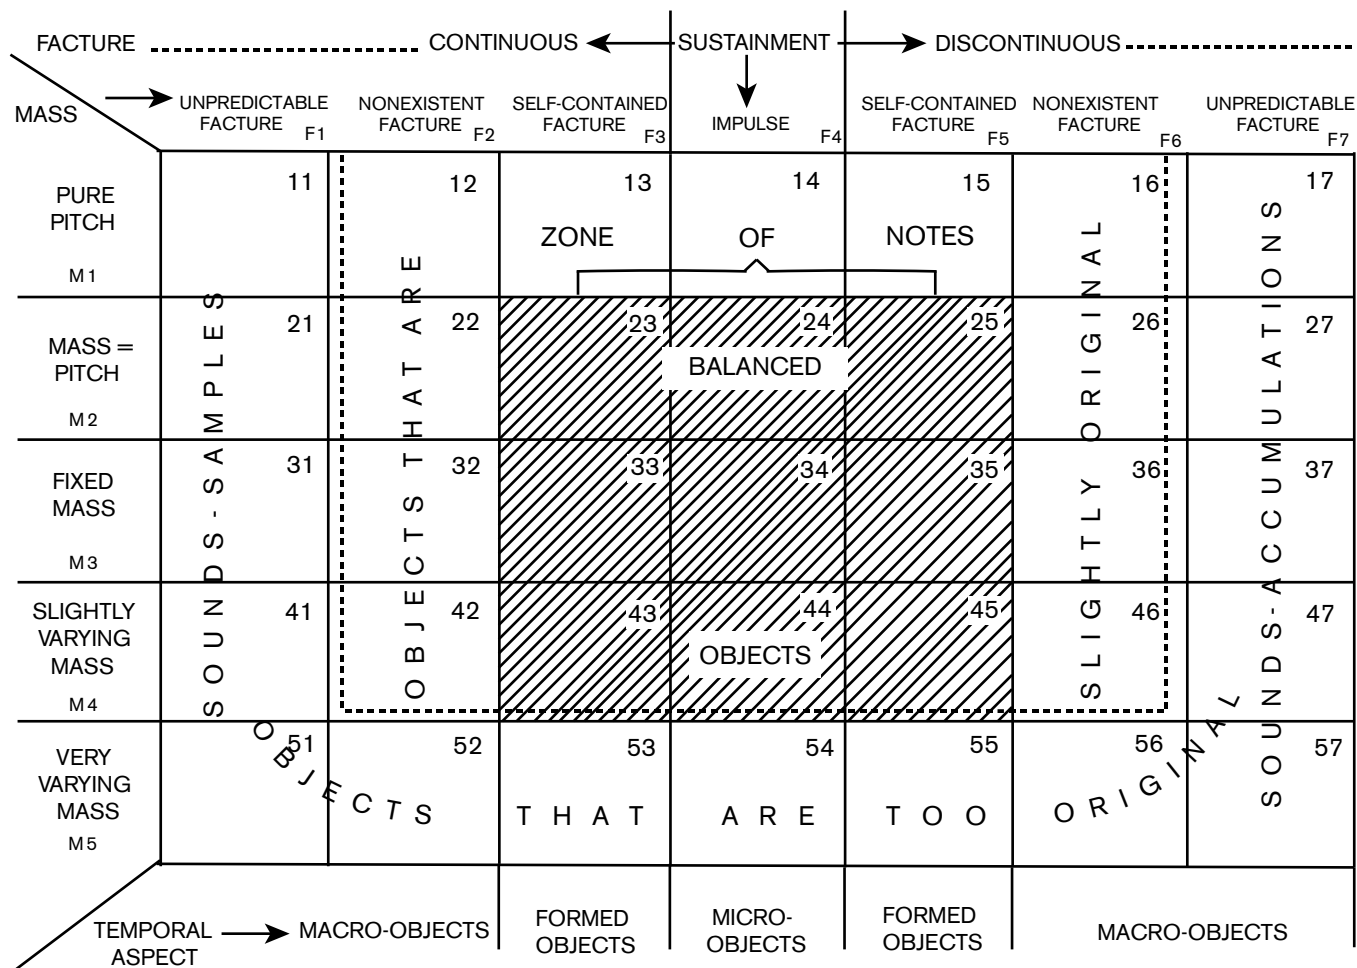 FACTURE CONTINUOUS SUSTAINMENT DISCONTINUOUS
MASS
UNPREDICTABLE
FACTURE F1
NONEXISTENT
FACTURE F2
SELF-CONTAINED
FACTURE F3
IMPULSE F4
SELF-CONTAINED
FACTURE F5
NONEXISTENT
FACTURE F6
UNPREDICTABLE
FACTURE F7
PURE
PITCH
M1
11 12 13 14 15 16 17
ZONE OF NOTES
MASS =
PITCH
M2
21 22 23 24 25 26 27
BALANCED
FIXED
MASS
M3
31 32 33 34 35 36 37
SLIGHTLY
VARYING
MASS
M4
41 42 43 44 45 46 47
OBJECTS
VERY
VARYING
MASS
M5
51 52 53 54 55 56 57
SOUNDS-SAMPLES
OBJECTS THAT ARE
SLIGHTLY ORIGINAL
SOUNDS-ACCUMULATIONS
OBJECTS THAT ARE TOO ORIGINAL
TEMPORAL
ASPECT
MACRO-OBJECTS
FORMED
OBJECTS
MICRO-
OBJECTS
FORMED
OBJECTS
MACRO-OBJECTS